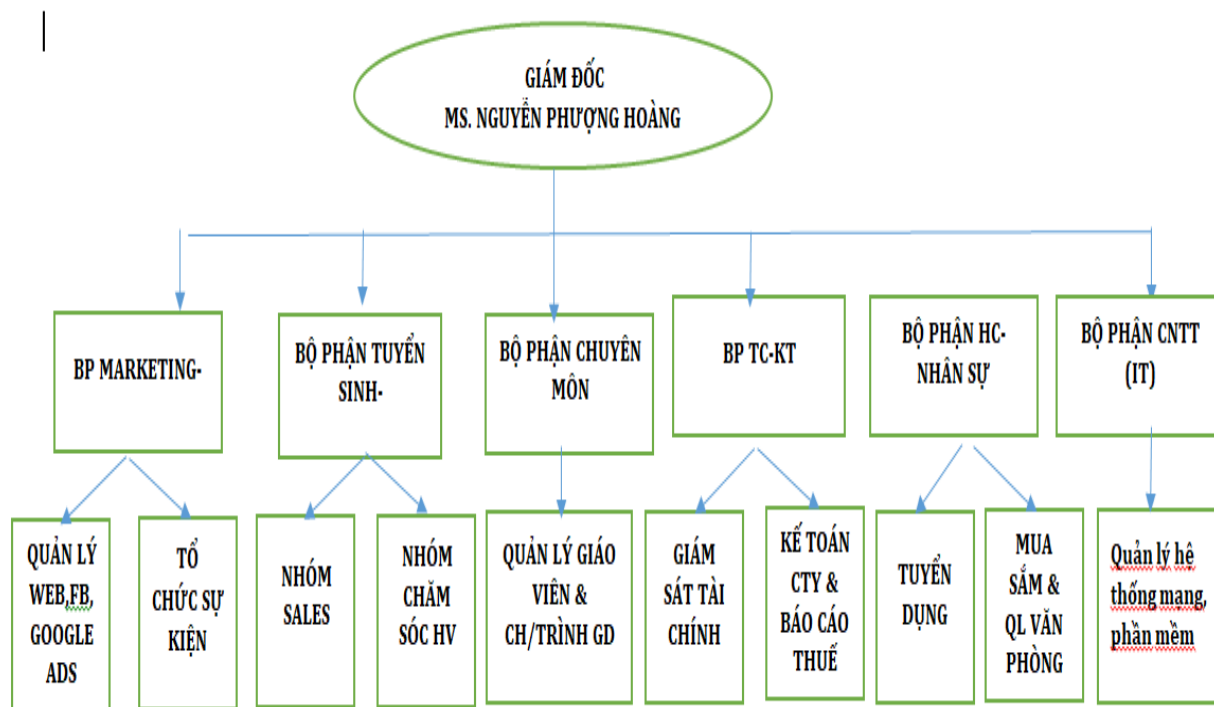 GIÁM ĐỐC
MS. NGUYỄN PHƯỢNG HOÀNG
BP MARKETING-
BỘ PHẬN TUYỂN
SINH-
BỘ PHẬN CHUYÊN
MÔN
BP TC-KT
BỘ PHẬN HC-
NHÂN SỰ
BỘ PHẬN CNTT
(IT)
QUẢN LÝ
WEB,FB,
GOOGLE
ADS
TỔ
CHỨC SỰ
KIỆN
NHÓM
SALES
NHÓM
CHĂM
SÓC HV
QUẢN LÝ GIÁO
VIÊN &
CH/TRÌNH GD
GIÁM
SÁT TÀI
CHÍNH
KẾ TOÁN
CTY &
BÁO CÁO
THUẾ
TUYỂN
DỤNG
MUA
SẮM &
QL VĂN
PHÒNG
Quản lý hệ
thống mạng,
phần mềm